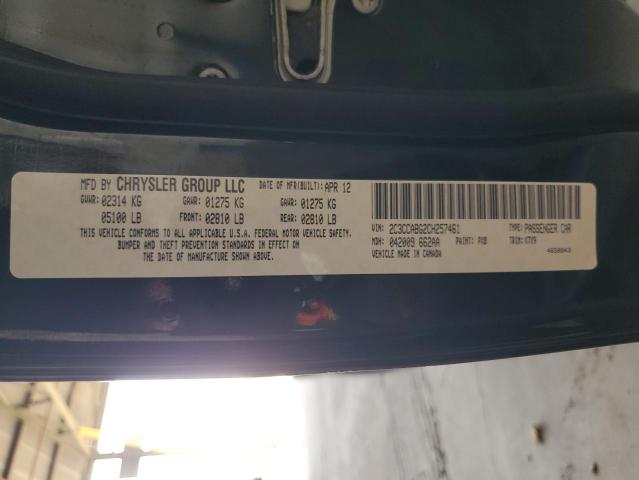 MFD BY CHRYSLER GROUP LLC DATE OF MFR(BUILT): APR 12
GVWR: 02314 KG GAWR: 01275 KG GAWR: 01275 KG
05100 LB FRONT: 02810 LB REAR: 02810 LB
THIS VEHICLE CONFORMS TO ALL APPLICABLE U.S.A. FEDERAL MOTOR VEHICLE SAFETY,
BUMPER AND THEFT PREVENTION STANDARDS IN EFFECT ON
THE DATE OF MANUFACTURE SHOWN ABOVE.
VIN: 2C3CCABG2CH257461 TYPE: PASSENGER CAR
MDH: 042009 662AA PAINT: PXB TRIM: K7V9
VEHICLE MADE IN CANADA